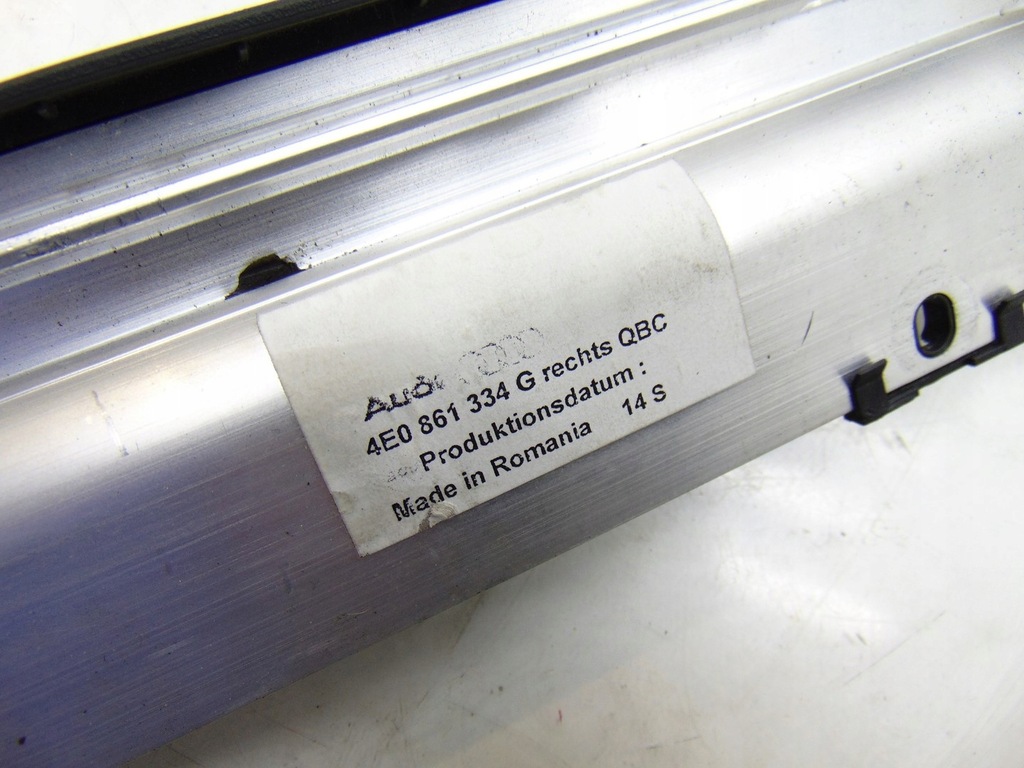 Audi
4E0 861 334 G rechts QBC
Produktionsdatum :
14 S
Made in Romania